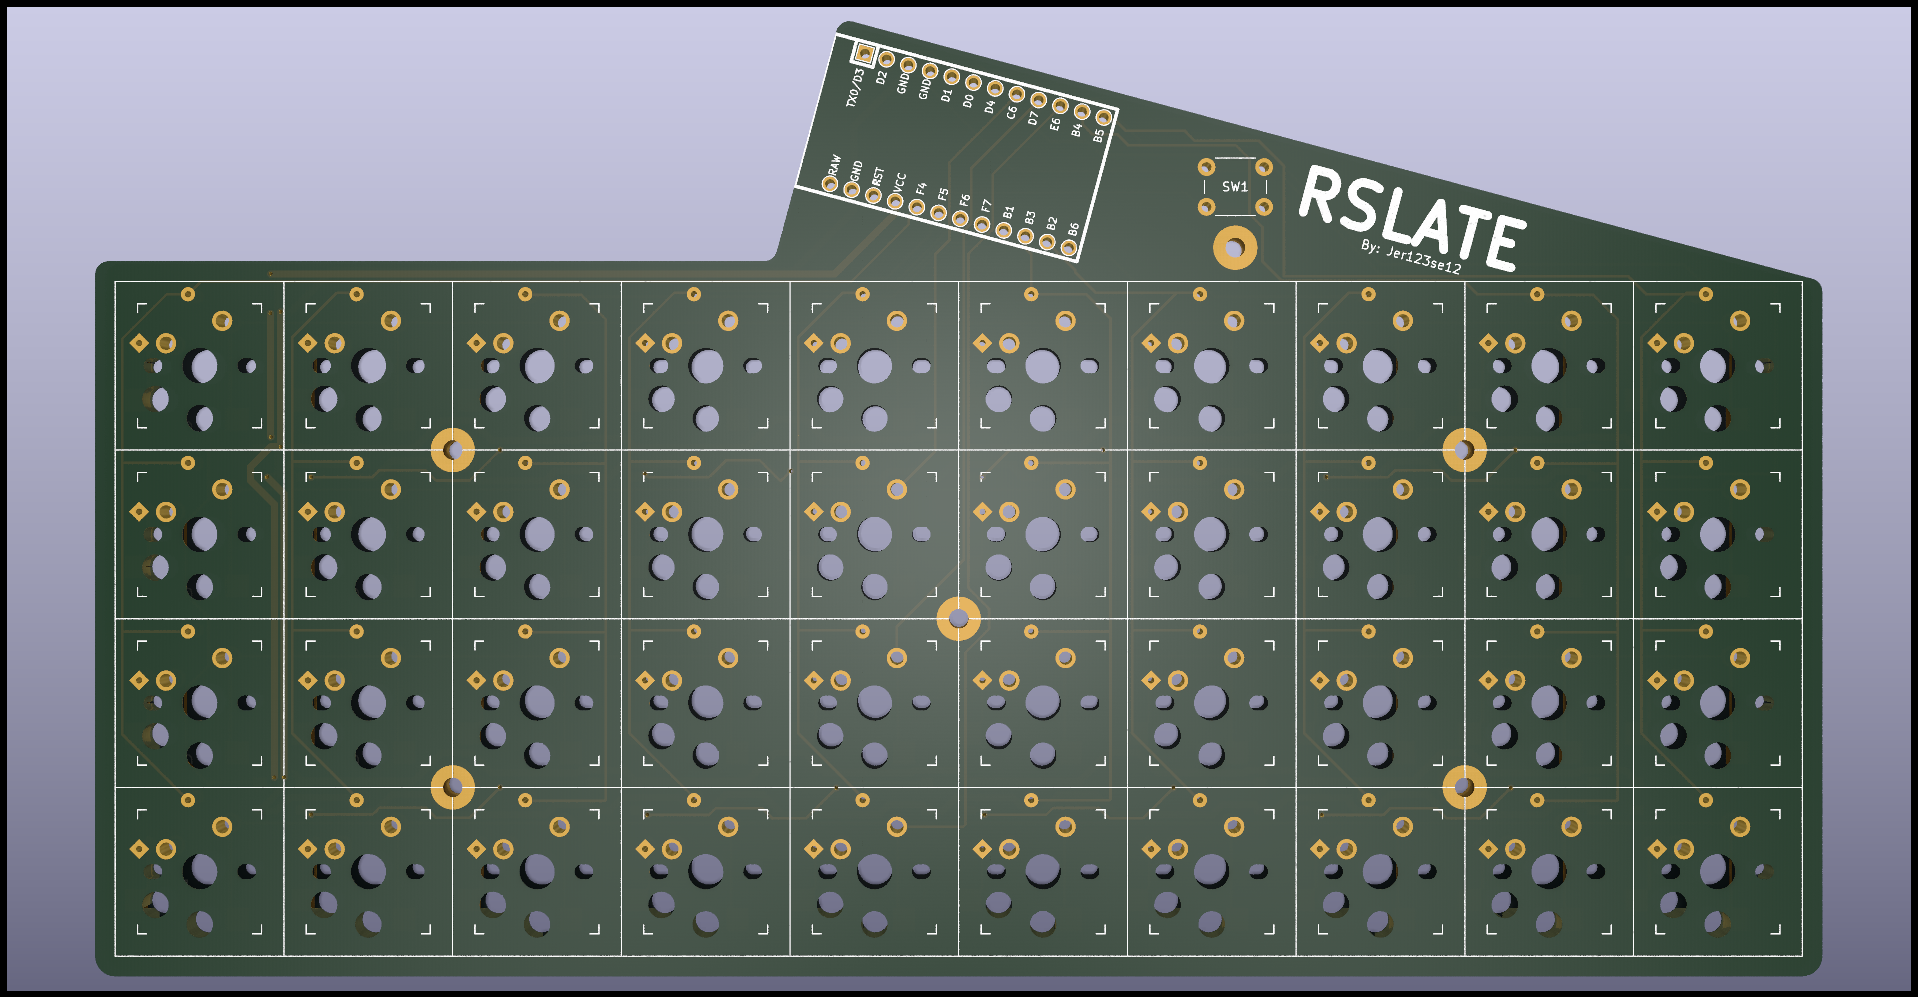 TX0/D3
D2
GND
GND
D1
D0
D4
C6
D7
E6
B4
B5
RAW
GND
RST
VCC
F4
F5
F6
F7
B1
B3
B2
B6
SW1
RSLATE
By: Jer123se12